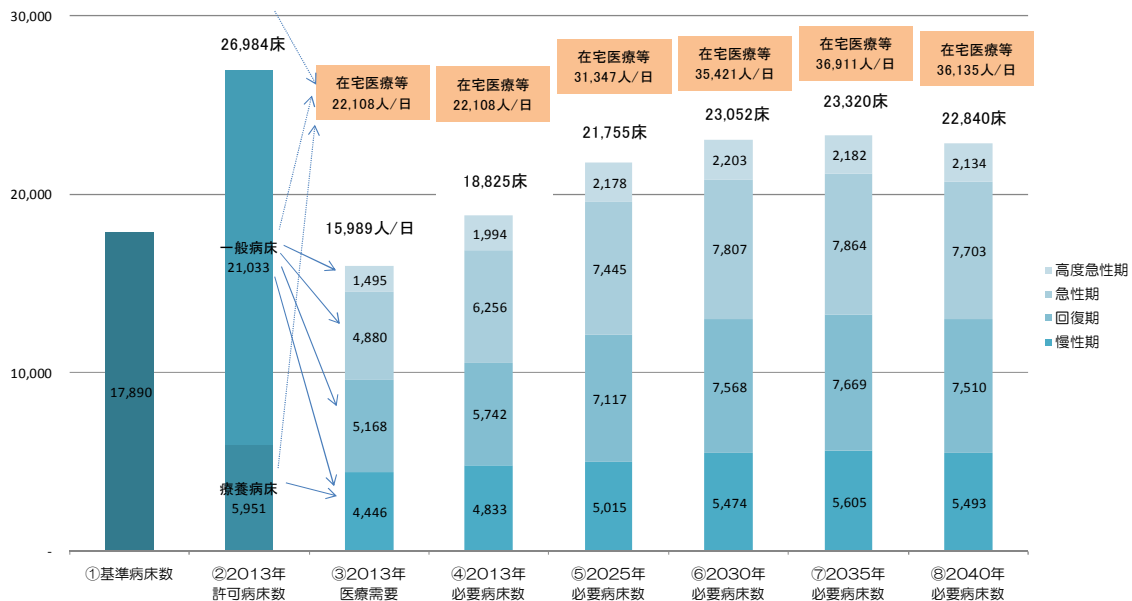 30,000
20,000
10,000
-
17,890
①基準病床数
26,984床
一般病床
21,033
療養病床
5,951
②2013年
許可病床数
在宅医療等
22,108人/日
15,989人/日
1,495
4,880
5,168
4,446
③2013年
医療需要
在宅医療等
22,108人/日
18,825床
1,994
6,256
5,742
4,833
④2013年
必要病床数
在宅医療等
31,347人/日
21,755床
2,178
7,445
7,117
5,015
⑤2025年
必要病床数
在宅医療等
35,421人/日
23,052床
2,203
7,807
7,568
5,474
⑥2030年
必要病床数
在宅医療等
36,911人/日
23,320床
2,182
7,864
7,669
5,605
⑦2035年
必要病床数
在宅医療等
36,135人/日
22,840床
2,134
7,703
7,510
5,493
⑧2040年
必要病床数
高度急性期
急性期
回復期
慢性期